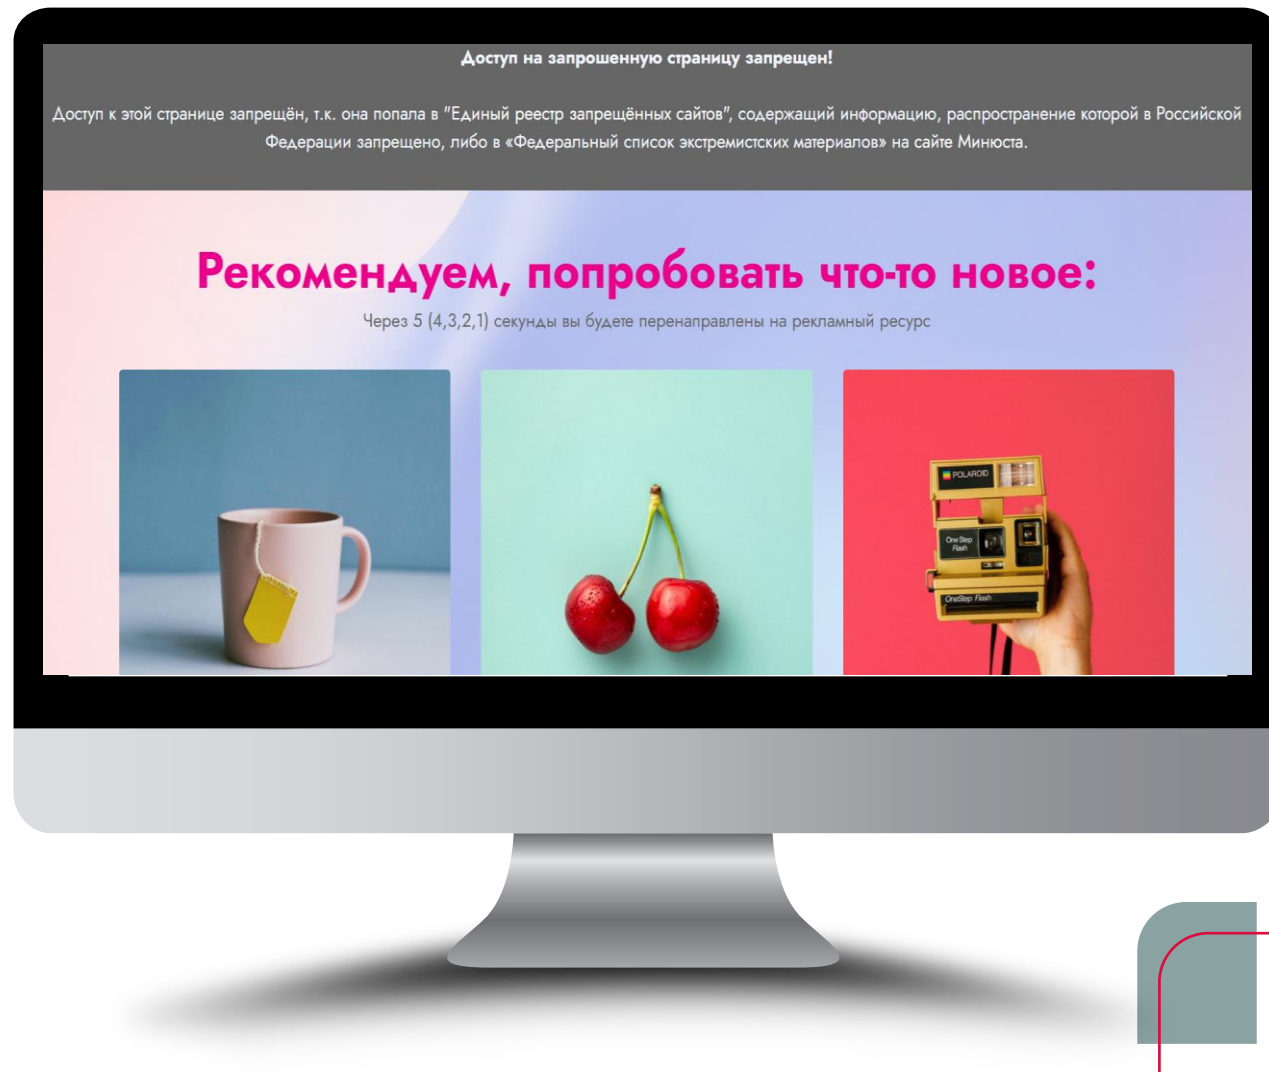 Доступ на запрошенную страницу запрещен!
Доступ к этой странице запрещён, т.к. она попала в "Единый реестр запрещённых сайтов", содержащий информацию, распространение которой в Российской
Федерации запрещено, либо в «Федеральный список экстремистских материалов» на сайте Минюста.
Рекомендуем, попробовать что-то новое:
Через 5 (4,3,2,1) секунды вы будете перенаправлены на рекламный ресурс
POLAROID
One Step
Flash
OneStep Flash